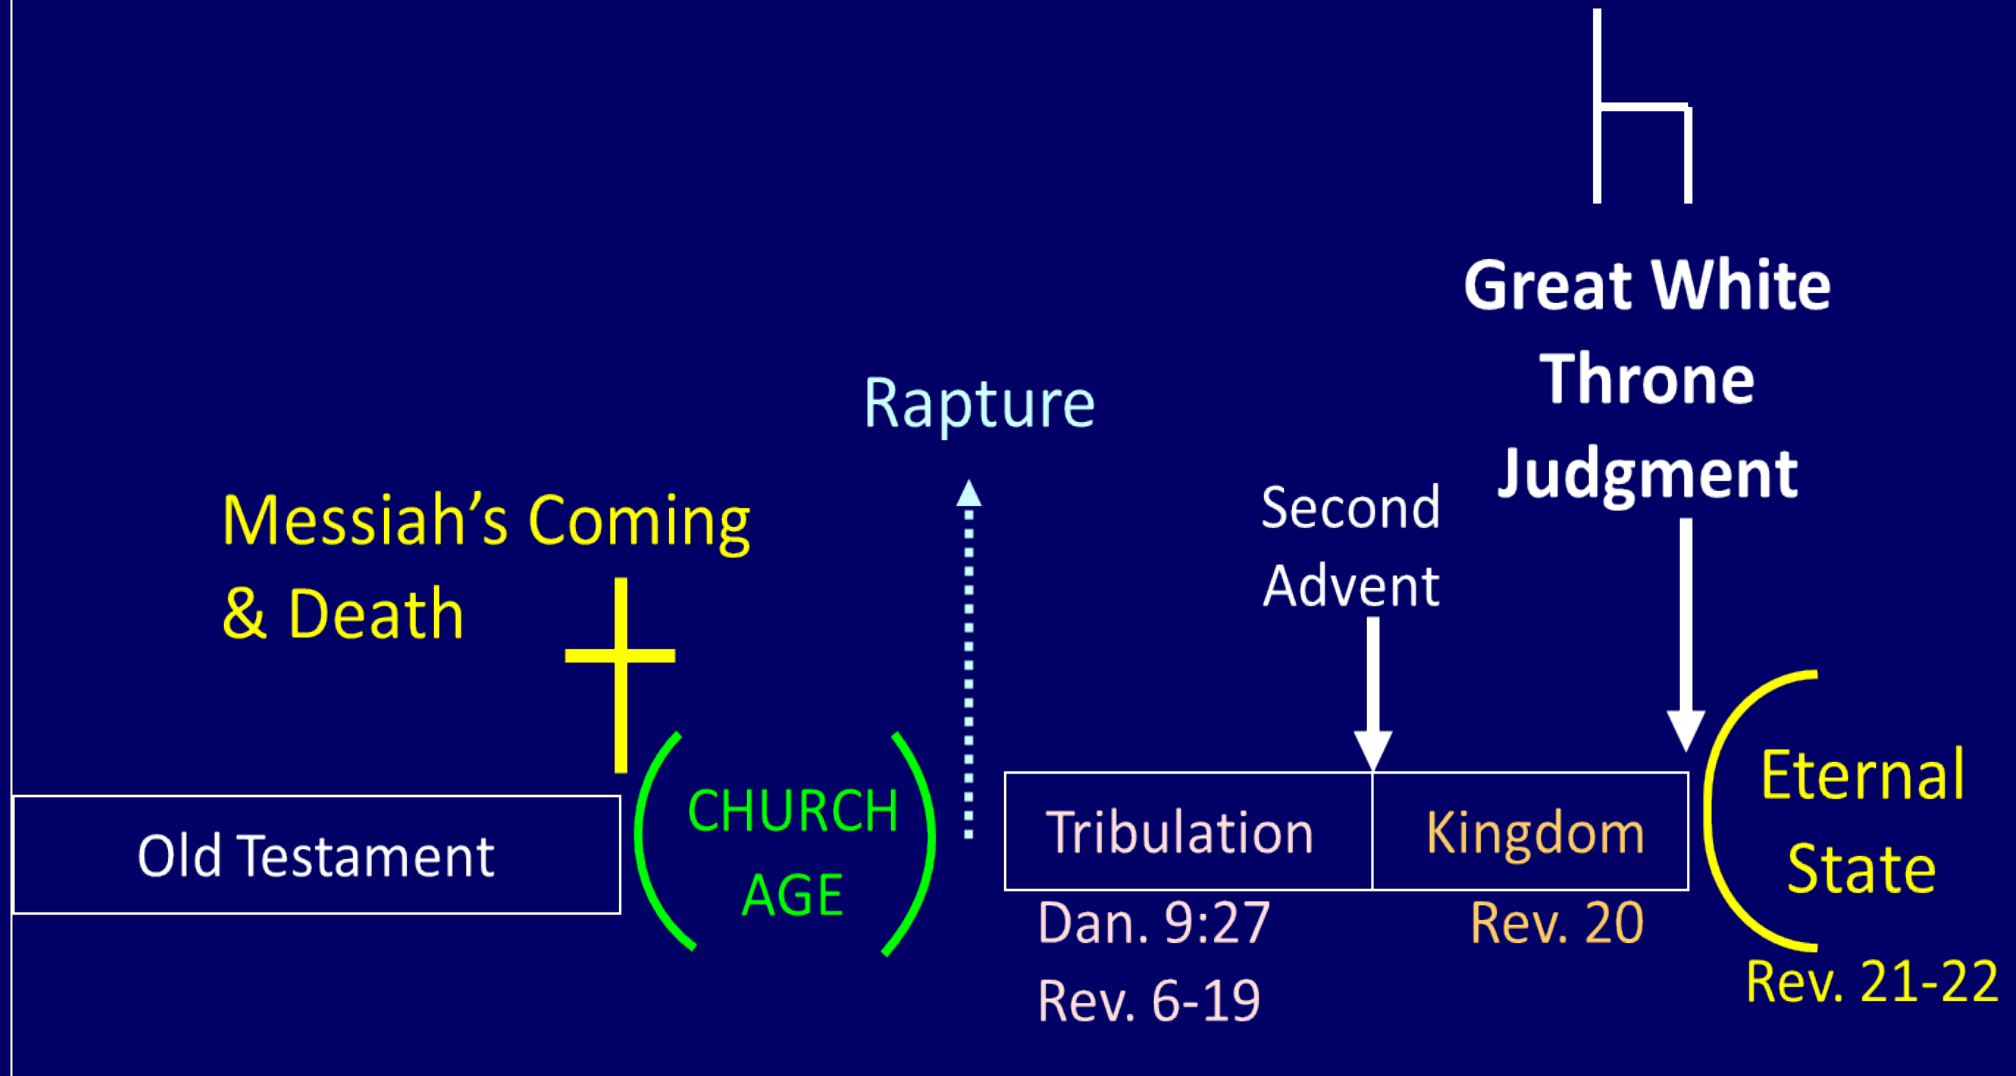 Great White
Throne
Judgment
Rapture
Second
Advent
Messiah’s Coming
& Death
Old Testament
CHURCH
AGE
Tribulation
Kingdom
Eternal
State
Dan. 9:27
Rev. 6-19
Rev. 20
Rev. 21-22